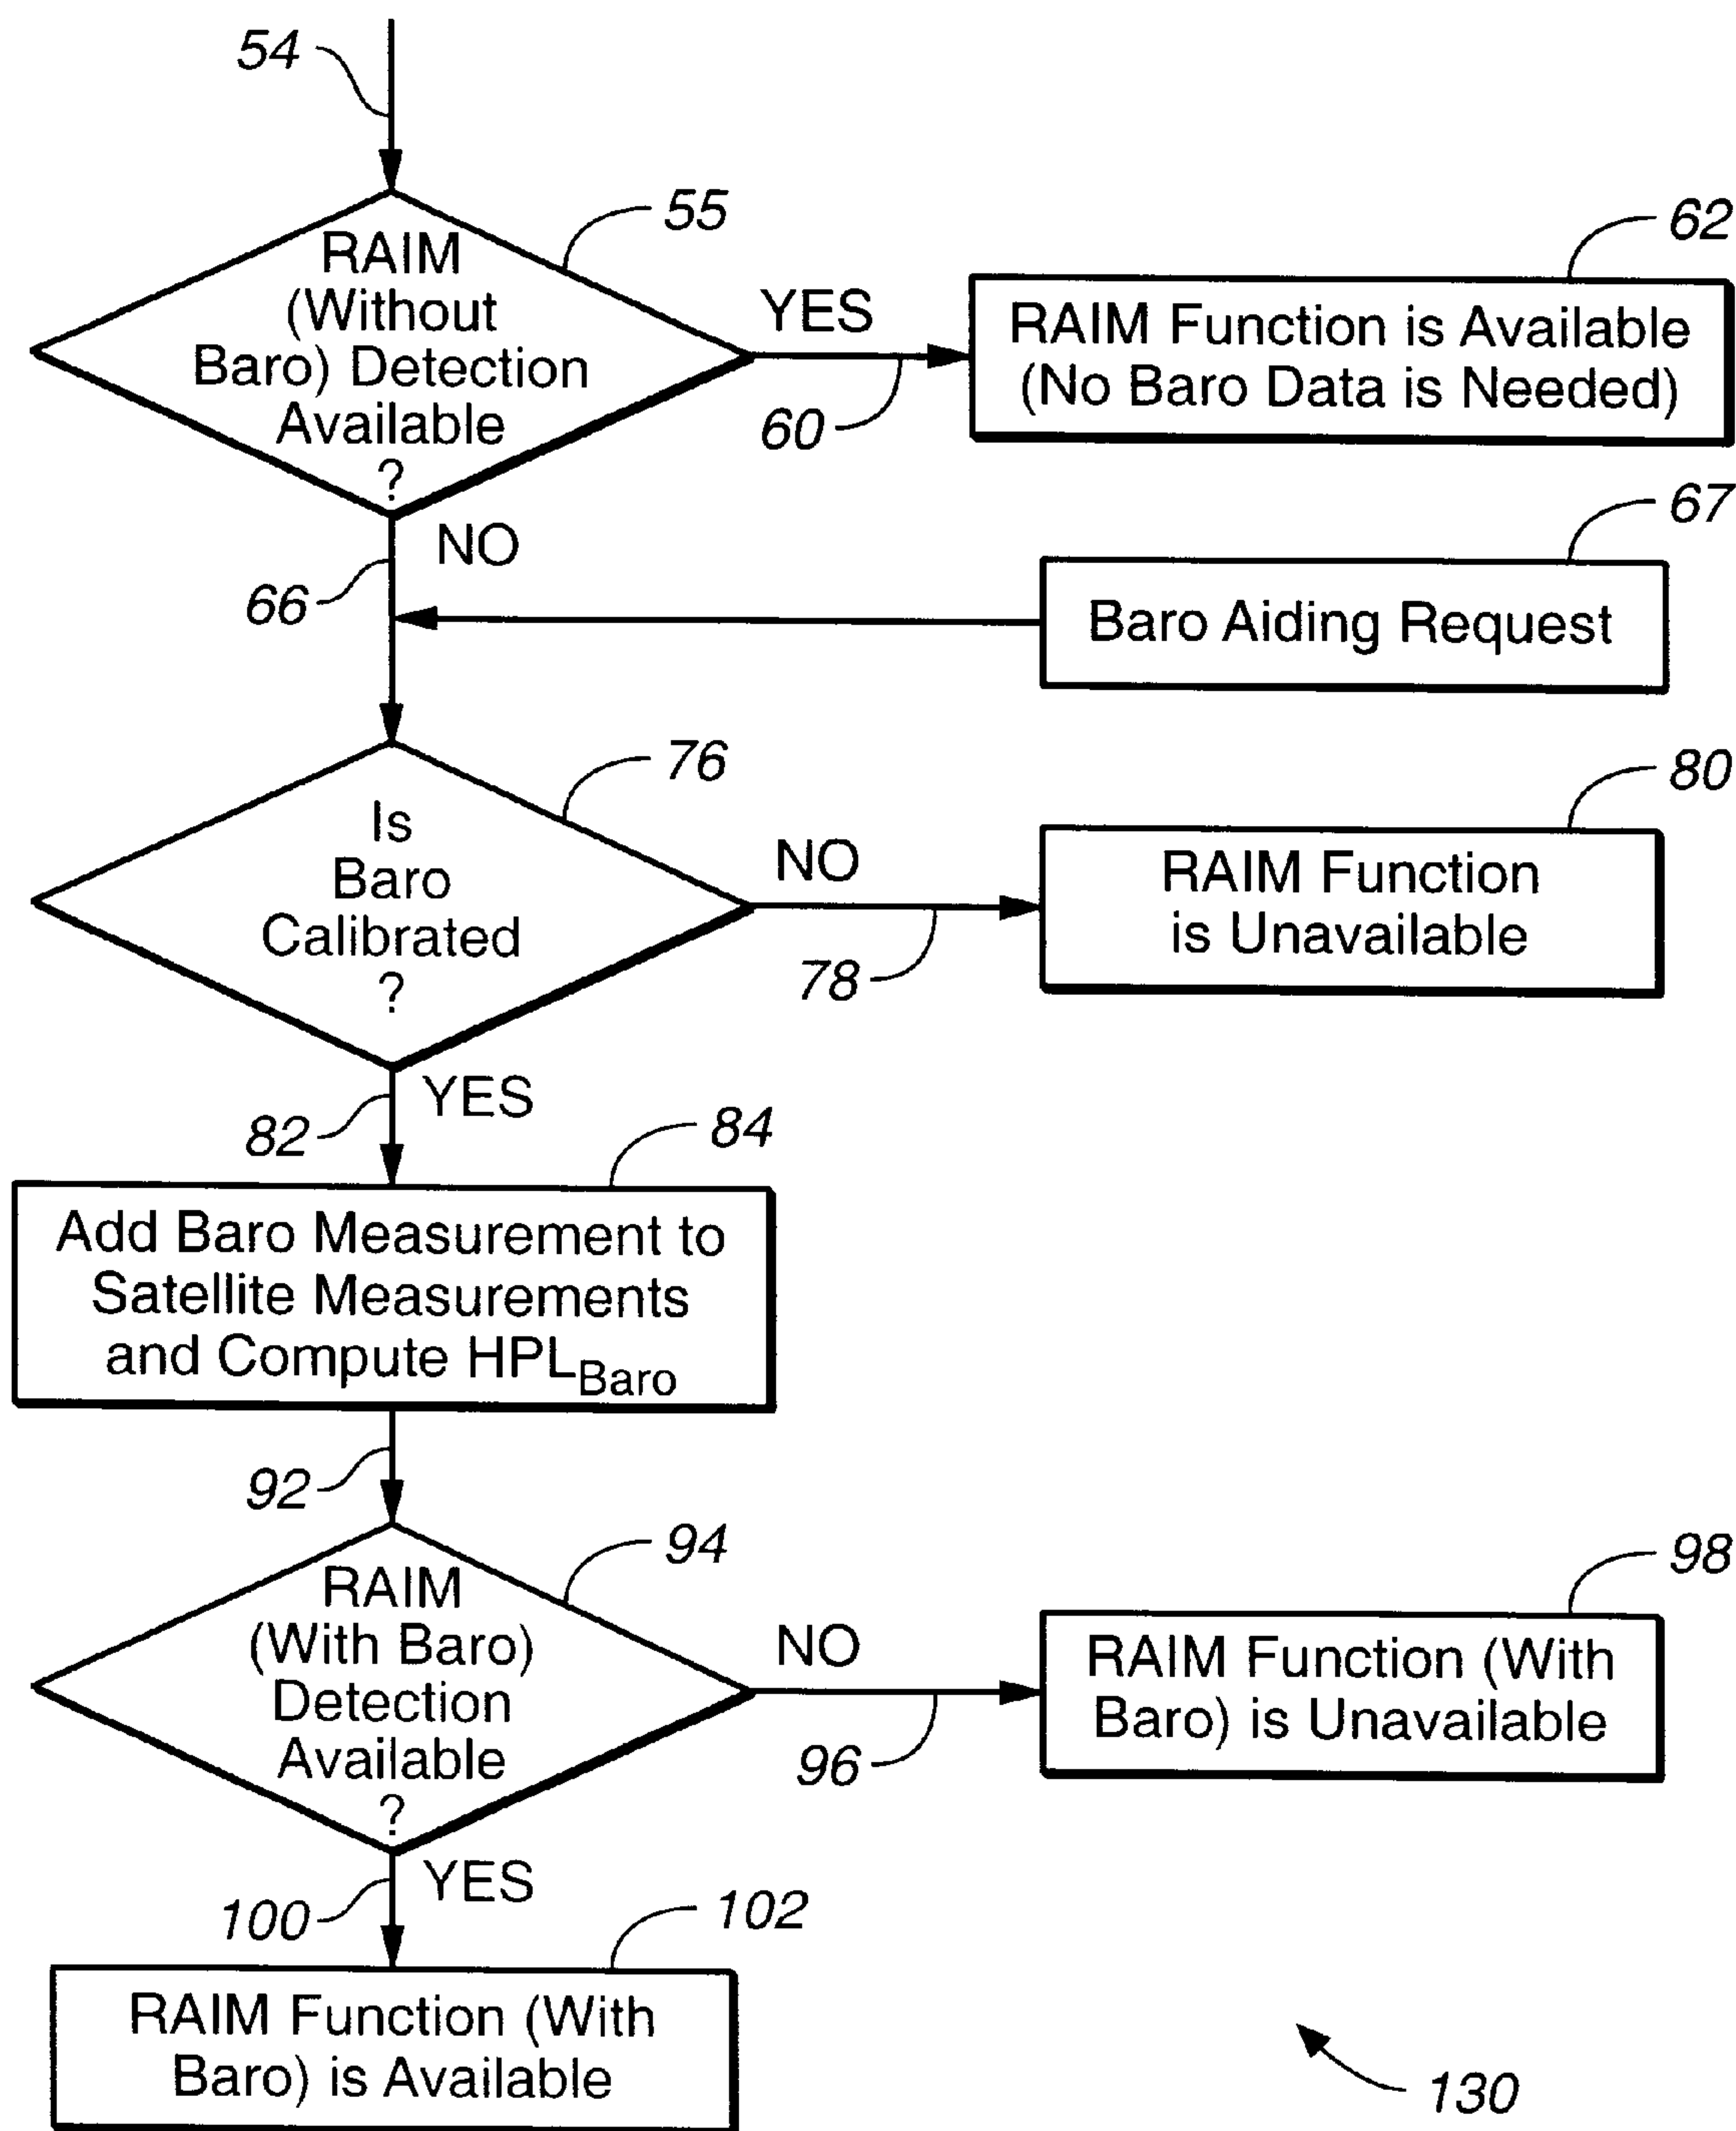 54
RAIM
(Without
Baro) Detection
Available
?
55
YES
60
62
RAIM Function is Available
(No Baro Data is Needed)
NO
66
67
Baro Aiding Request
Is
Baro
Calibrated
?
76
NO
78
80
RAIM Function
is Unavailable
YES
82
84
Add Baro Measurement to
Satellite Measurements
and Compute HPLBaro
92
RAIM
(With Baro)
Detection
Available
?
94
NO
96
98
RAIM Function (With
Baro) is Unavailable
YES
100
102
RAIM Function (With
Baro) is Available
130